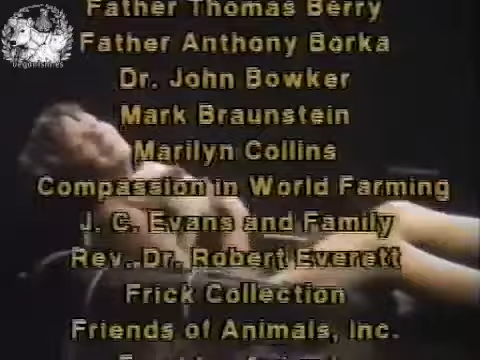 Father Thomas Berry
Father Anthony Borka
Dr. John Bowker
Mark Braunstein
Marilyn Collins
Compassion in World Farming
J. C. Evans and Family
Rev. Dr. Robert Everett
Frick Collection
Friends of Animals, Inc.